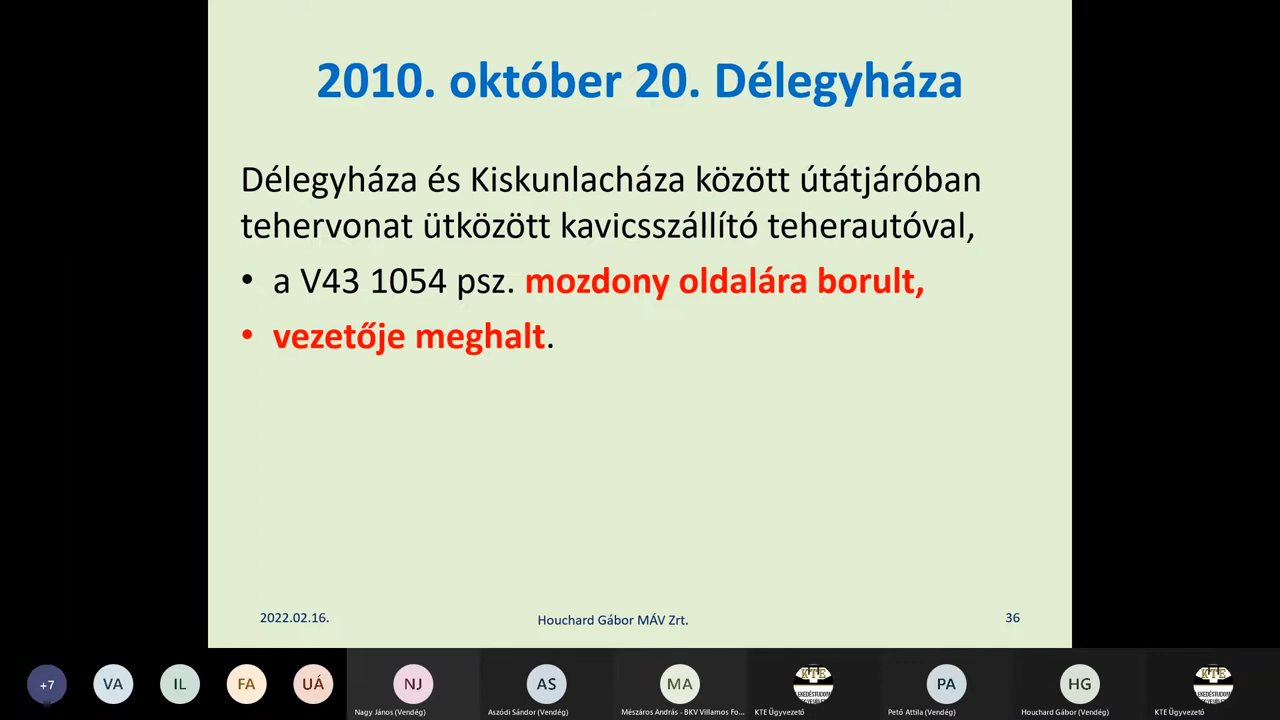 2010. október 20. Délegyháza
Délegyháza és Kiskunlacháza között útátjáróban
tehervonat ütközött kavicsszállító teherautóval,
• a V43 1054 psz. mozdony oldalára borult,
• vezetője meghalt.
2022.02.16.
Houchard Gábor MÁV Zrt.
36
+7
VA
IL
FA
UÁ
NJ
AS
MA
KTE
PA
HG
KTE
Nagy János (Vendég)
Aszódi Sándor (Vendég)
Mészáros András - BKV Villamos Fo...
KTE Ügyvezető
Pető Attila (Vendég)
Houchard Gábor (Vendég)
KTE Ügyvezető